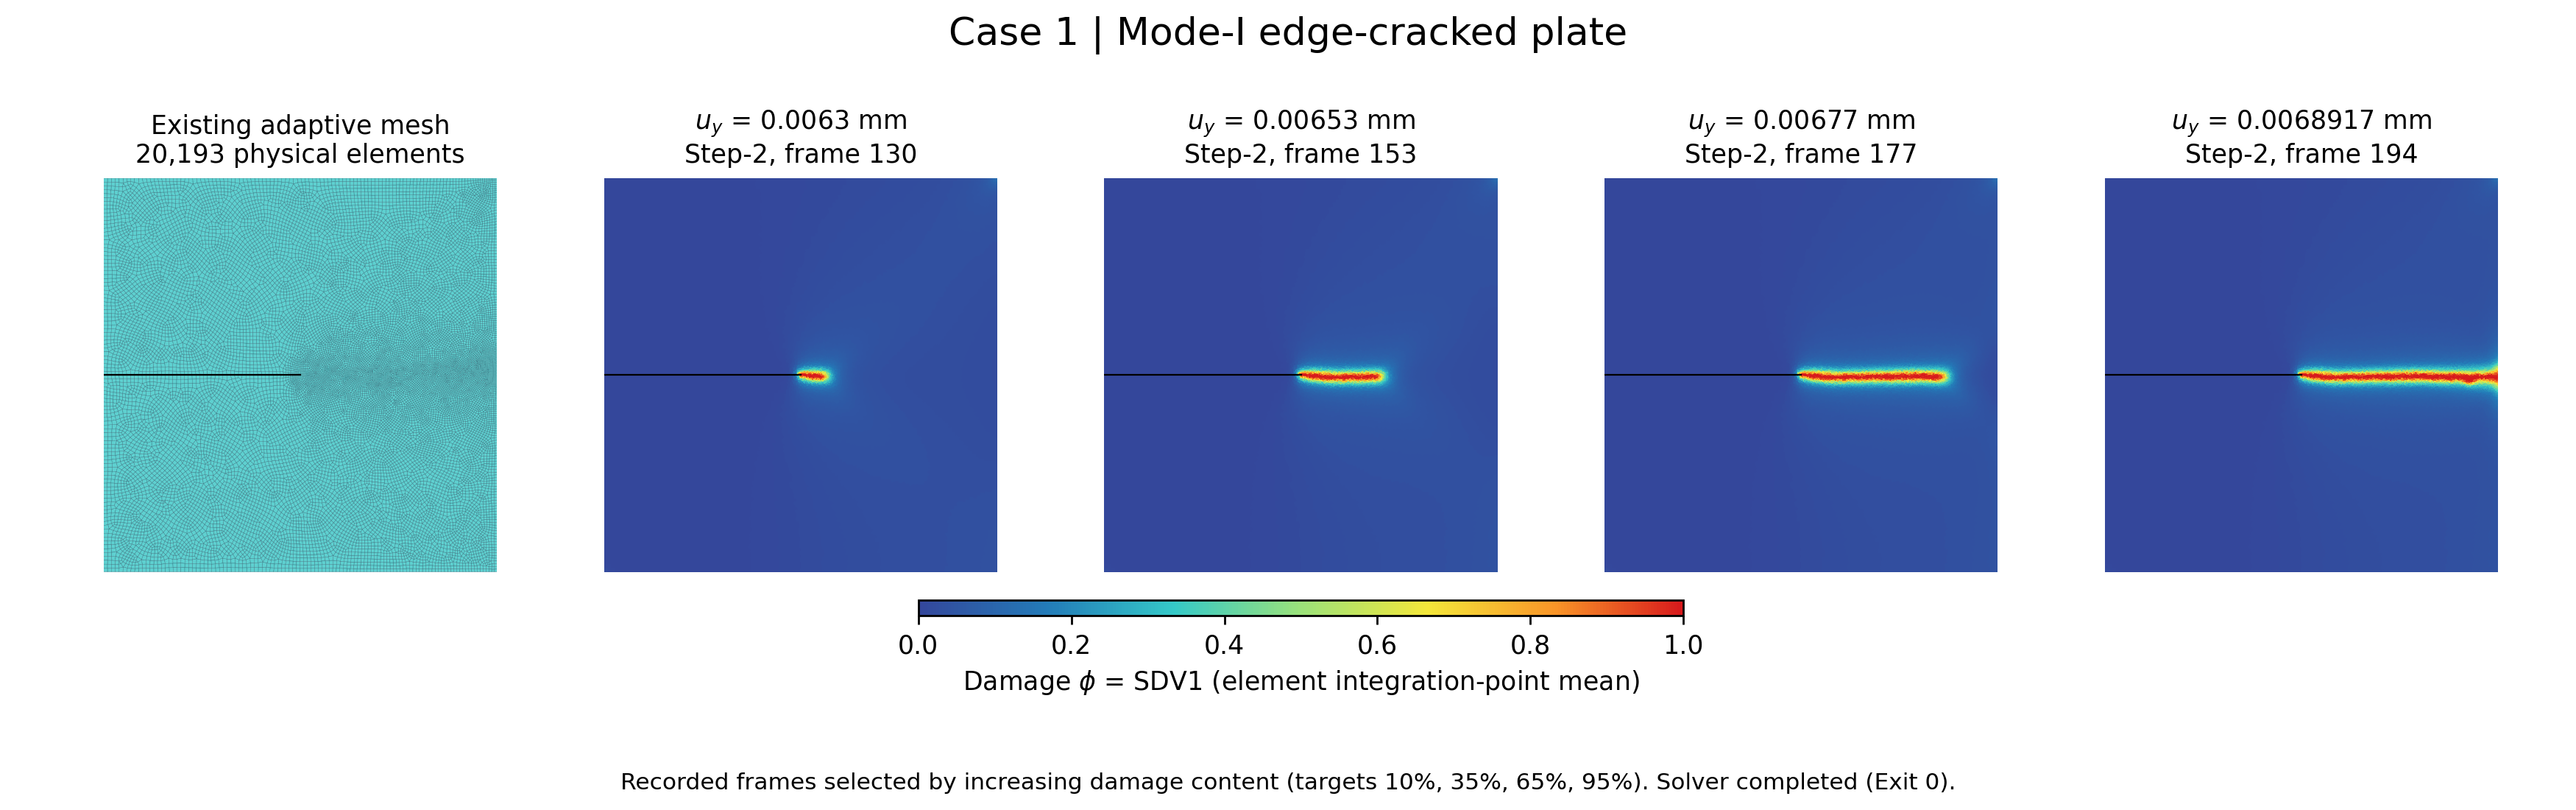 Case 1 | Mode-I edge-cracked plate
Existing adaptive mesh
20,193 physical elements
u_y = 0.0063 mm
Step-2, frame 130
u_y = 0.00653 mm
Step-2, frame 153
u_y = 0.00677 mm
Step-2, frame 177
u_y = 0.0068917 mm
Step-2, frame 194
0.0 0.2 0.4 0.6 0.8 1.0
Damage ϕ = SDV1 (element integration-point mean)
Recorded frames selected by increasing damage content (targets 10%, 35%, 65%, 95%). Solver completed (Exit 0).